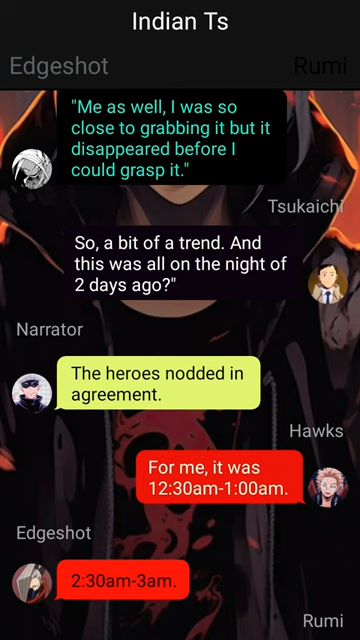 Indian Ts
Edgeshot
Rumi
"Me as well, I was so
close to grabbing it but it
disappeared before I
could grasp it."
Tsukaichi
So, a bit of a trend. And
this was all on the night of
2 days ago?"
Narrator
The heroes nodded in
agreement.
Hawks
For me, it was
12:30am-1:00am.
Edgeshot
2:30am-3am.
Rumi